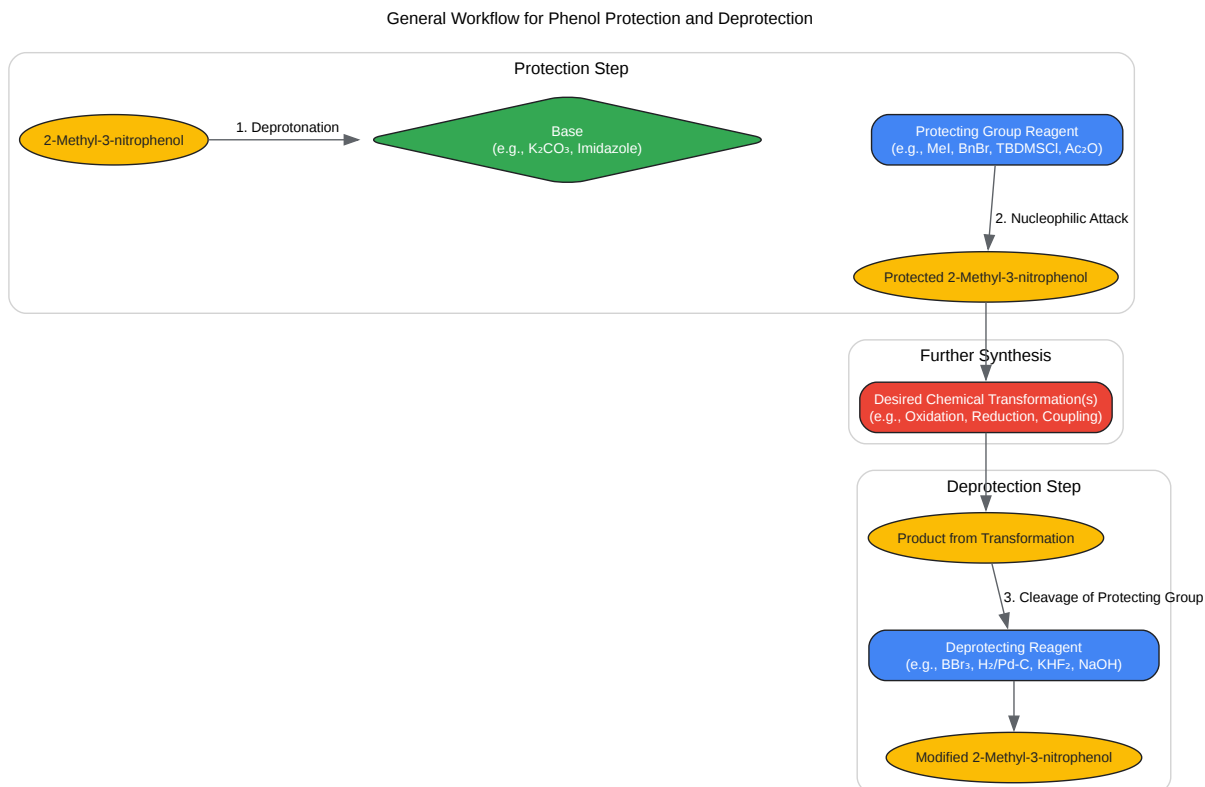 General Workflow for Phenol Protection and Deprotection
Protection Step
2-Methyl-3-nitrophenol
1. Deprotonation
Base
(e.g., K₂CO₃, Imidazole)
Protecting Group Reagent
(e.g., MeI, BnBr, TBDMSCl, Ac₂O)
2. Nucleophilic Attack
Protected 2-Methyl-3-nitrophenol
Further Synthesis
Desired Chemical Transformation(s)
(e.g., Oxidation, Reduction, Coupling)
Deprotection Step
Product from Transformation
3. Cleavage of Protecting Group
Deprotecting Reagent
(e.g., BBr₃, H₂/Pd-C, KHF₂, NaOH)
Modified 2-Methyl-3-nitrophenol